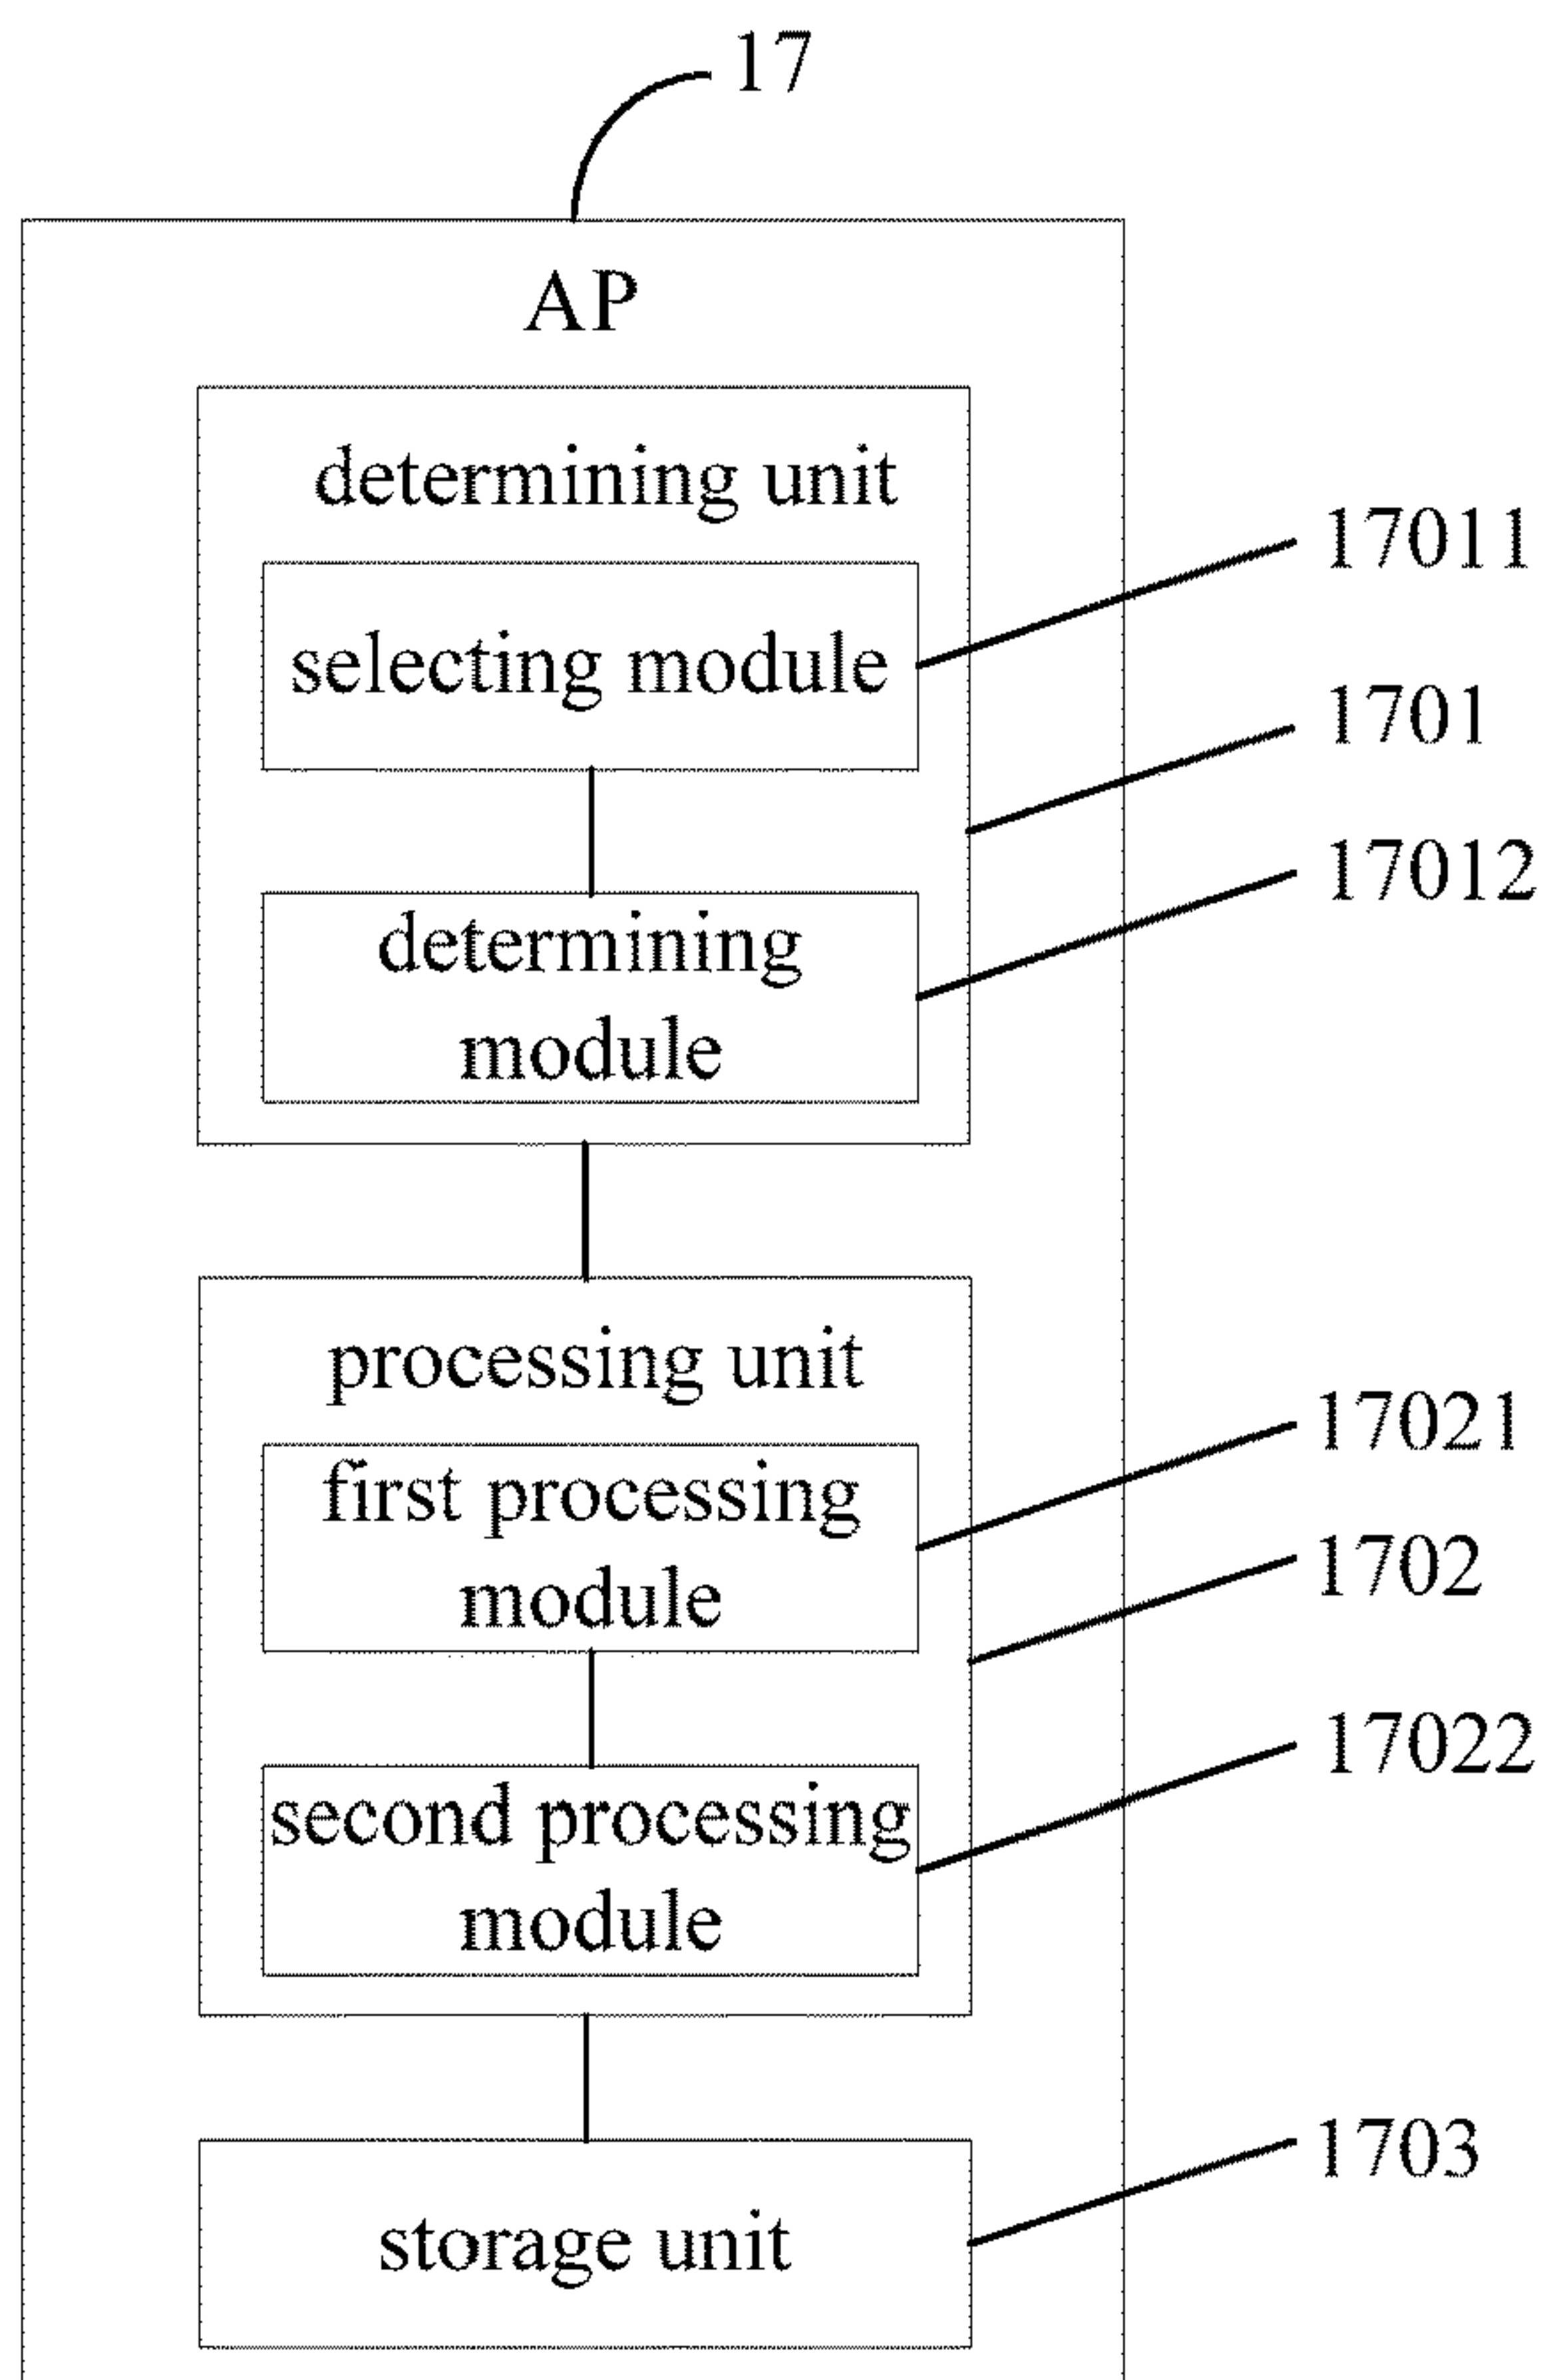 17
AP
determining unit
17011
selecting module
1701
17012
determining
module
processing unit
17021
first processing
module
1702
17022
second processing
module
1703
storage unit